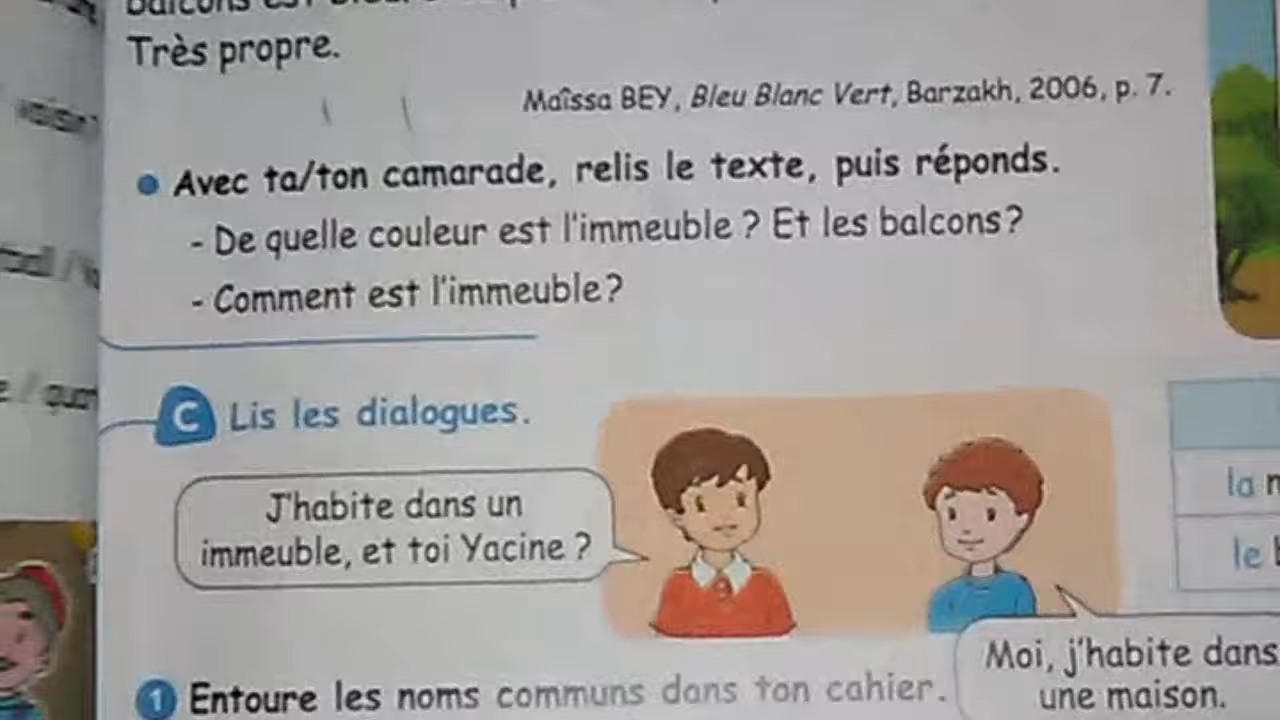 Très propre.
Maîssa BEY, Bleu Blanc Vert, Barzakh, 2006, p. 7.
• Avec ta/ton camarade, relis le texte, puis réponds.
- De quelle couleur est l'immeuble ? Et les balcons ?
- Comment est l'immeuble ?
C Lis les dialogues.
J'habite dans un
immeuble, et toi Yacine ?
la
le
Moi, j'habite dans
une maison.
1 Entoure les noms communs dans ton cahier.